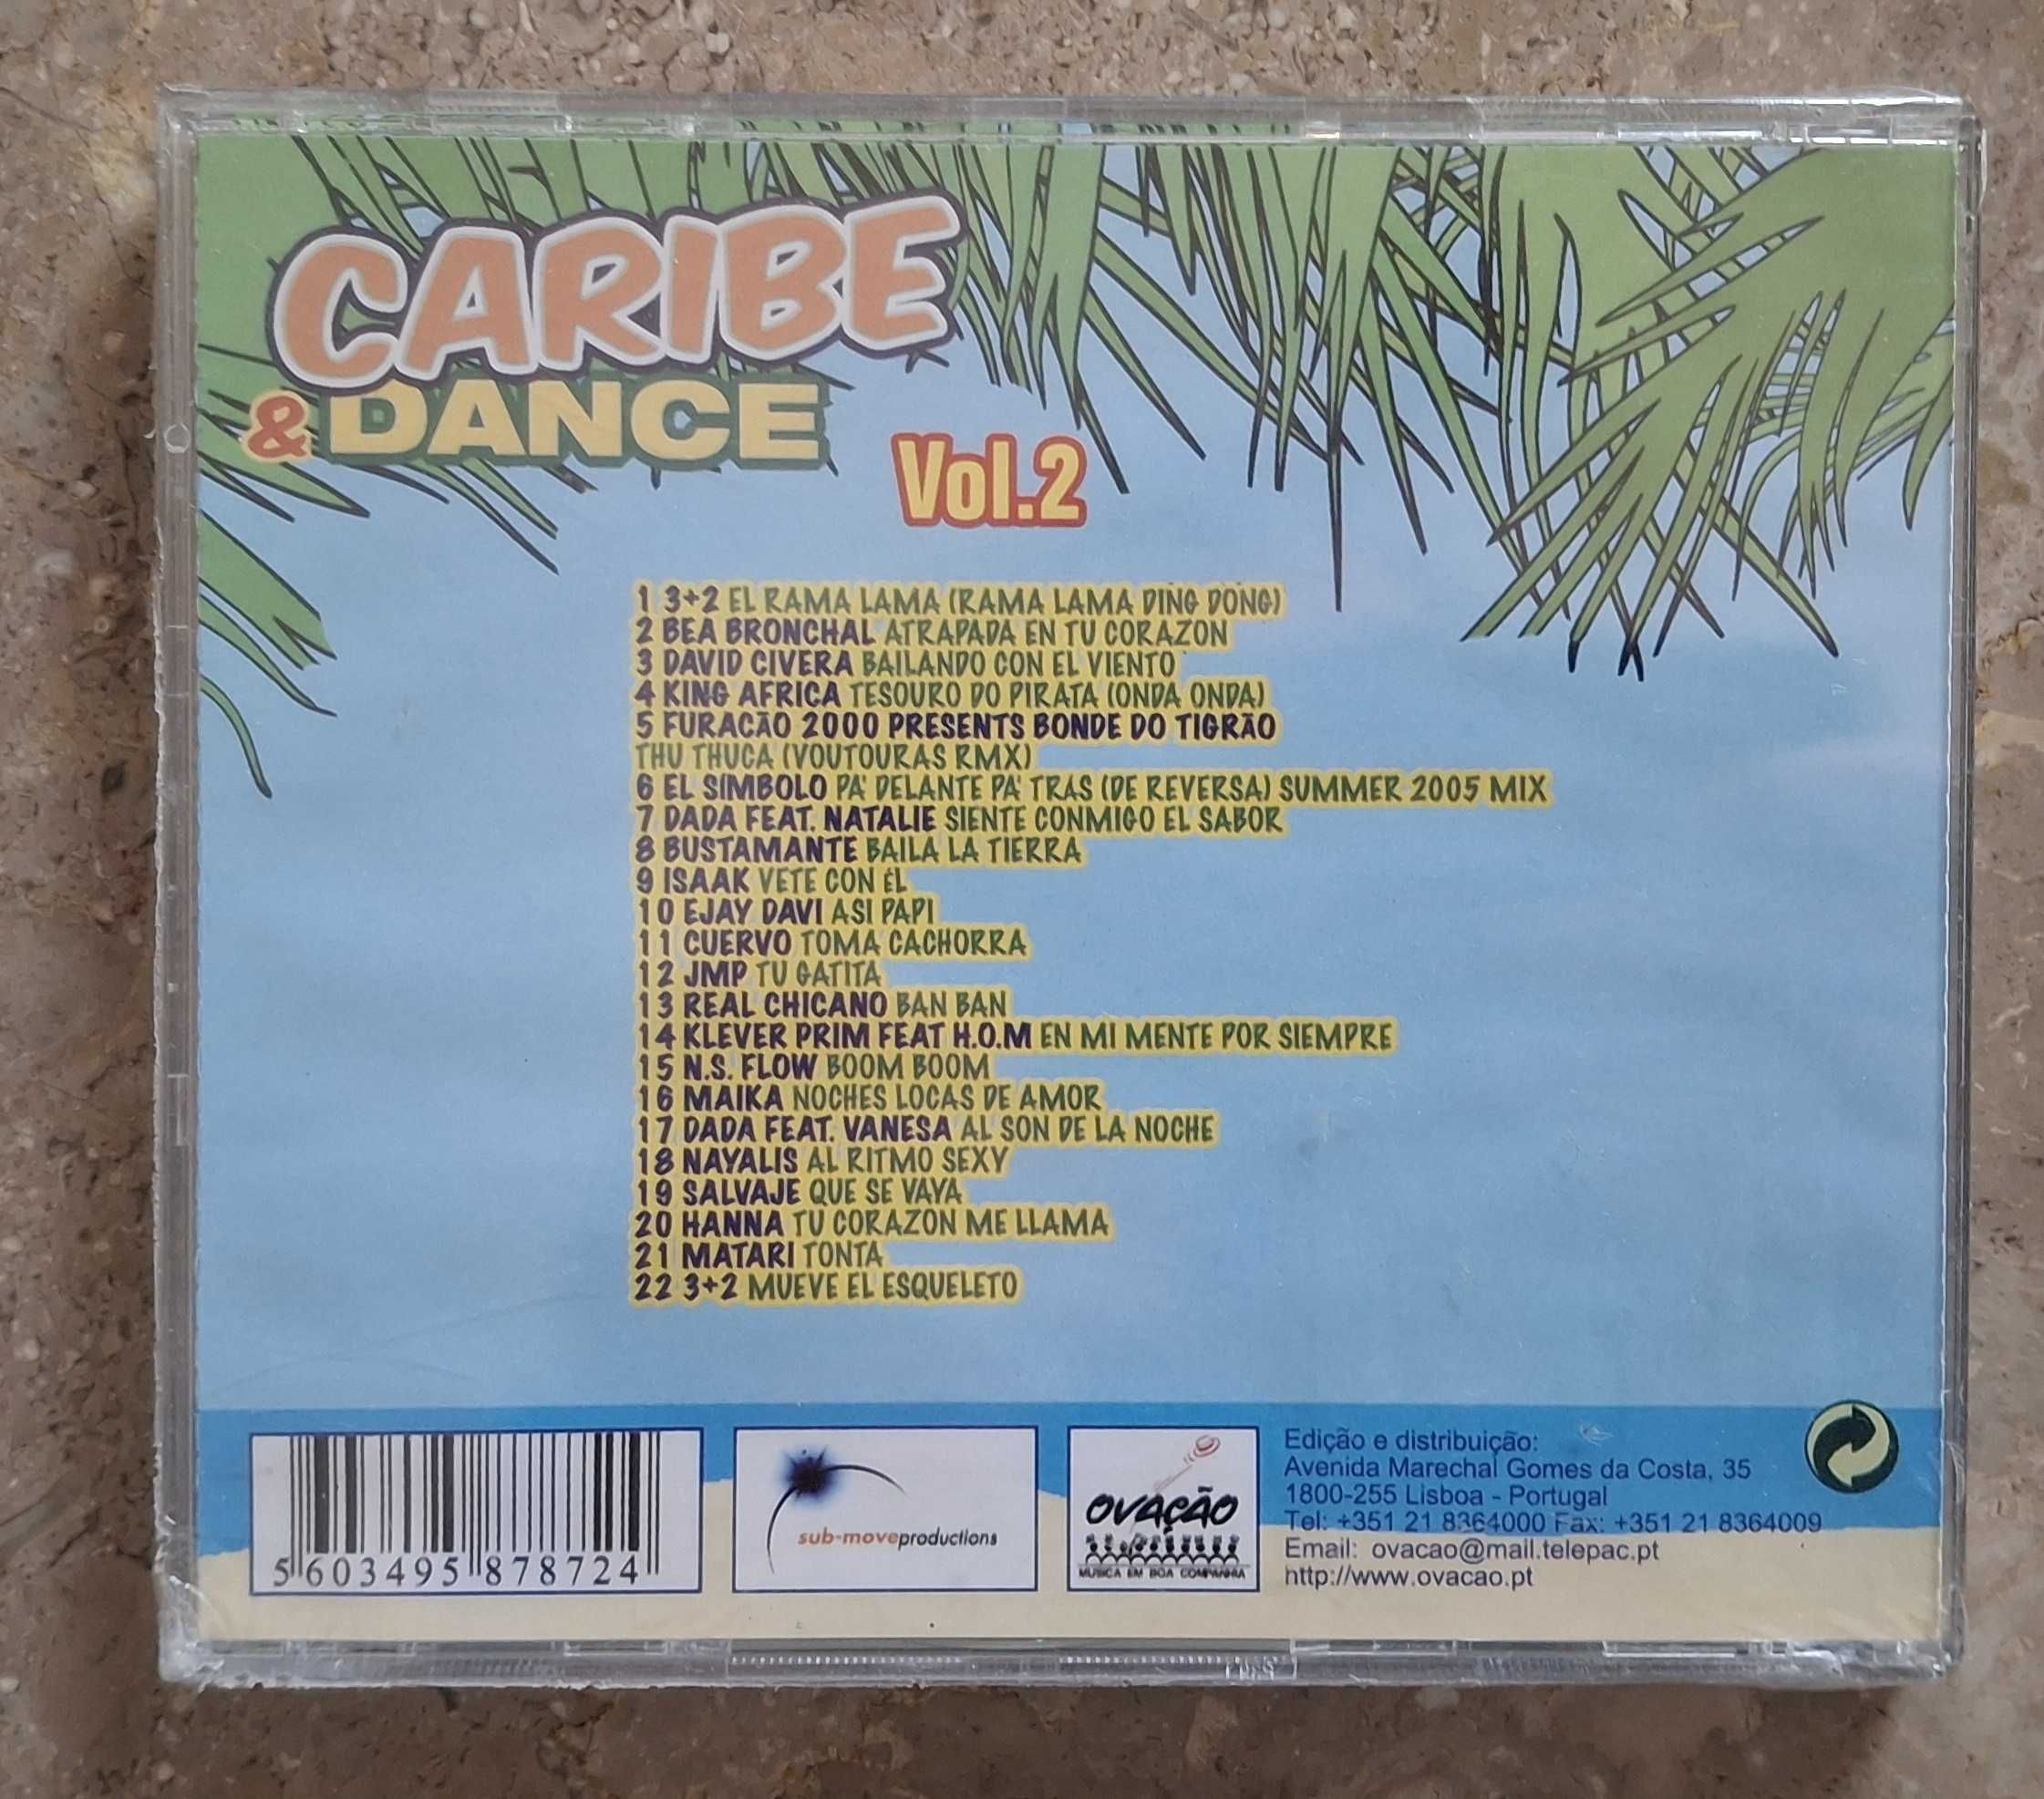 CARIBE
& DANCE
Vol.2
1 3+2 EL RAMA LAMA (RAMA LAMA DING DONG)
2 BEA BRONCHAL ATRAPADA EN TU CORAZON
3 DAVID CIVERA BAILANDO CON EL VIENTO
4 KING AFRICA TESOURO DO PIRATA (ONDA ONDA)
5 FURACÃO 2000 PRESENTS BONDE DO TIGRÃO
THU THUCA (VOUTOURAS RMX)
6 EL SIMBOLO PA' DELANTE PA' TRAS (DE REVERSA) SUMMER 2005 MIX
7 DADA FEAT. NATALIE SIENTE CONMIGO EL SABOR
8 BUSTAMANTE BAILA LA TIERRA
9 ISAAK VETE CON ÉL
10 EJAY DAVI ASI PAPI
11 CUERVO TOMA CACHORRA
12 JMP TU GATITA
13 REAL CHICANO BAN BAN
14 KLEVER PRIM FEAT H.O.M EN MI MENTE POR SIEMPRE
15 N.S. FLOW BOOM BOOM
16 MAIKA NOCHES LOCAS DE AMOR
17 DADA FEAT. VANESA AL SON DE LA NOCHE
18 NAYALIS AL RITMO SEXY
19 SALVAJE QUE SE VAYA
20 HANNA TU CORAZON ME LLAMA
21 MATARI TONTA
22 3+2 MUEVE EL ESQUELETO
5 603495 878724
sub-moveproductions
OVAÇÃO
MUSICA EM BOA COMPANHIA
Edição e distribuição:
Avenida Marechal Gomes da Costa, 35
1800-255 Lisboa - Portugal
Tel: +351 21 8364000 Fax: +351 21 8364009
Email: ovacao@mail.telepac.pt
http://www.ovacao.pt